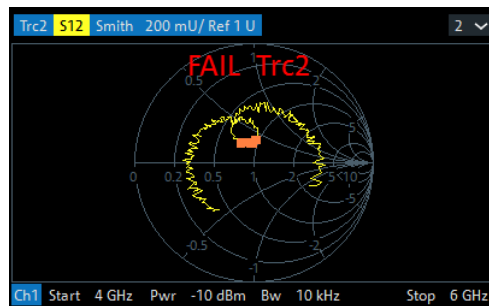 Trc2 S12 Smith 200 mU/ Ref 1 U 2
FAIL Trc2
1
0.5 2
5
0 0.2 0.5 1 2 5 10
-5
-0.5 -2
-1
Ch1 Start 4 GHz Pwr -10 dBm Bw 10 kHz Stop 6 GHz